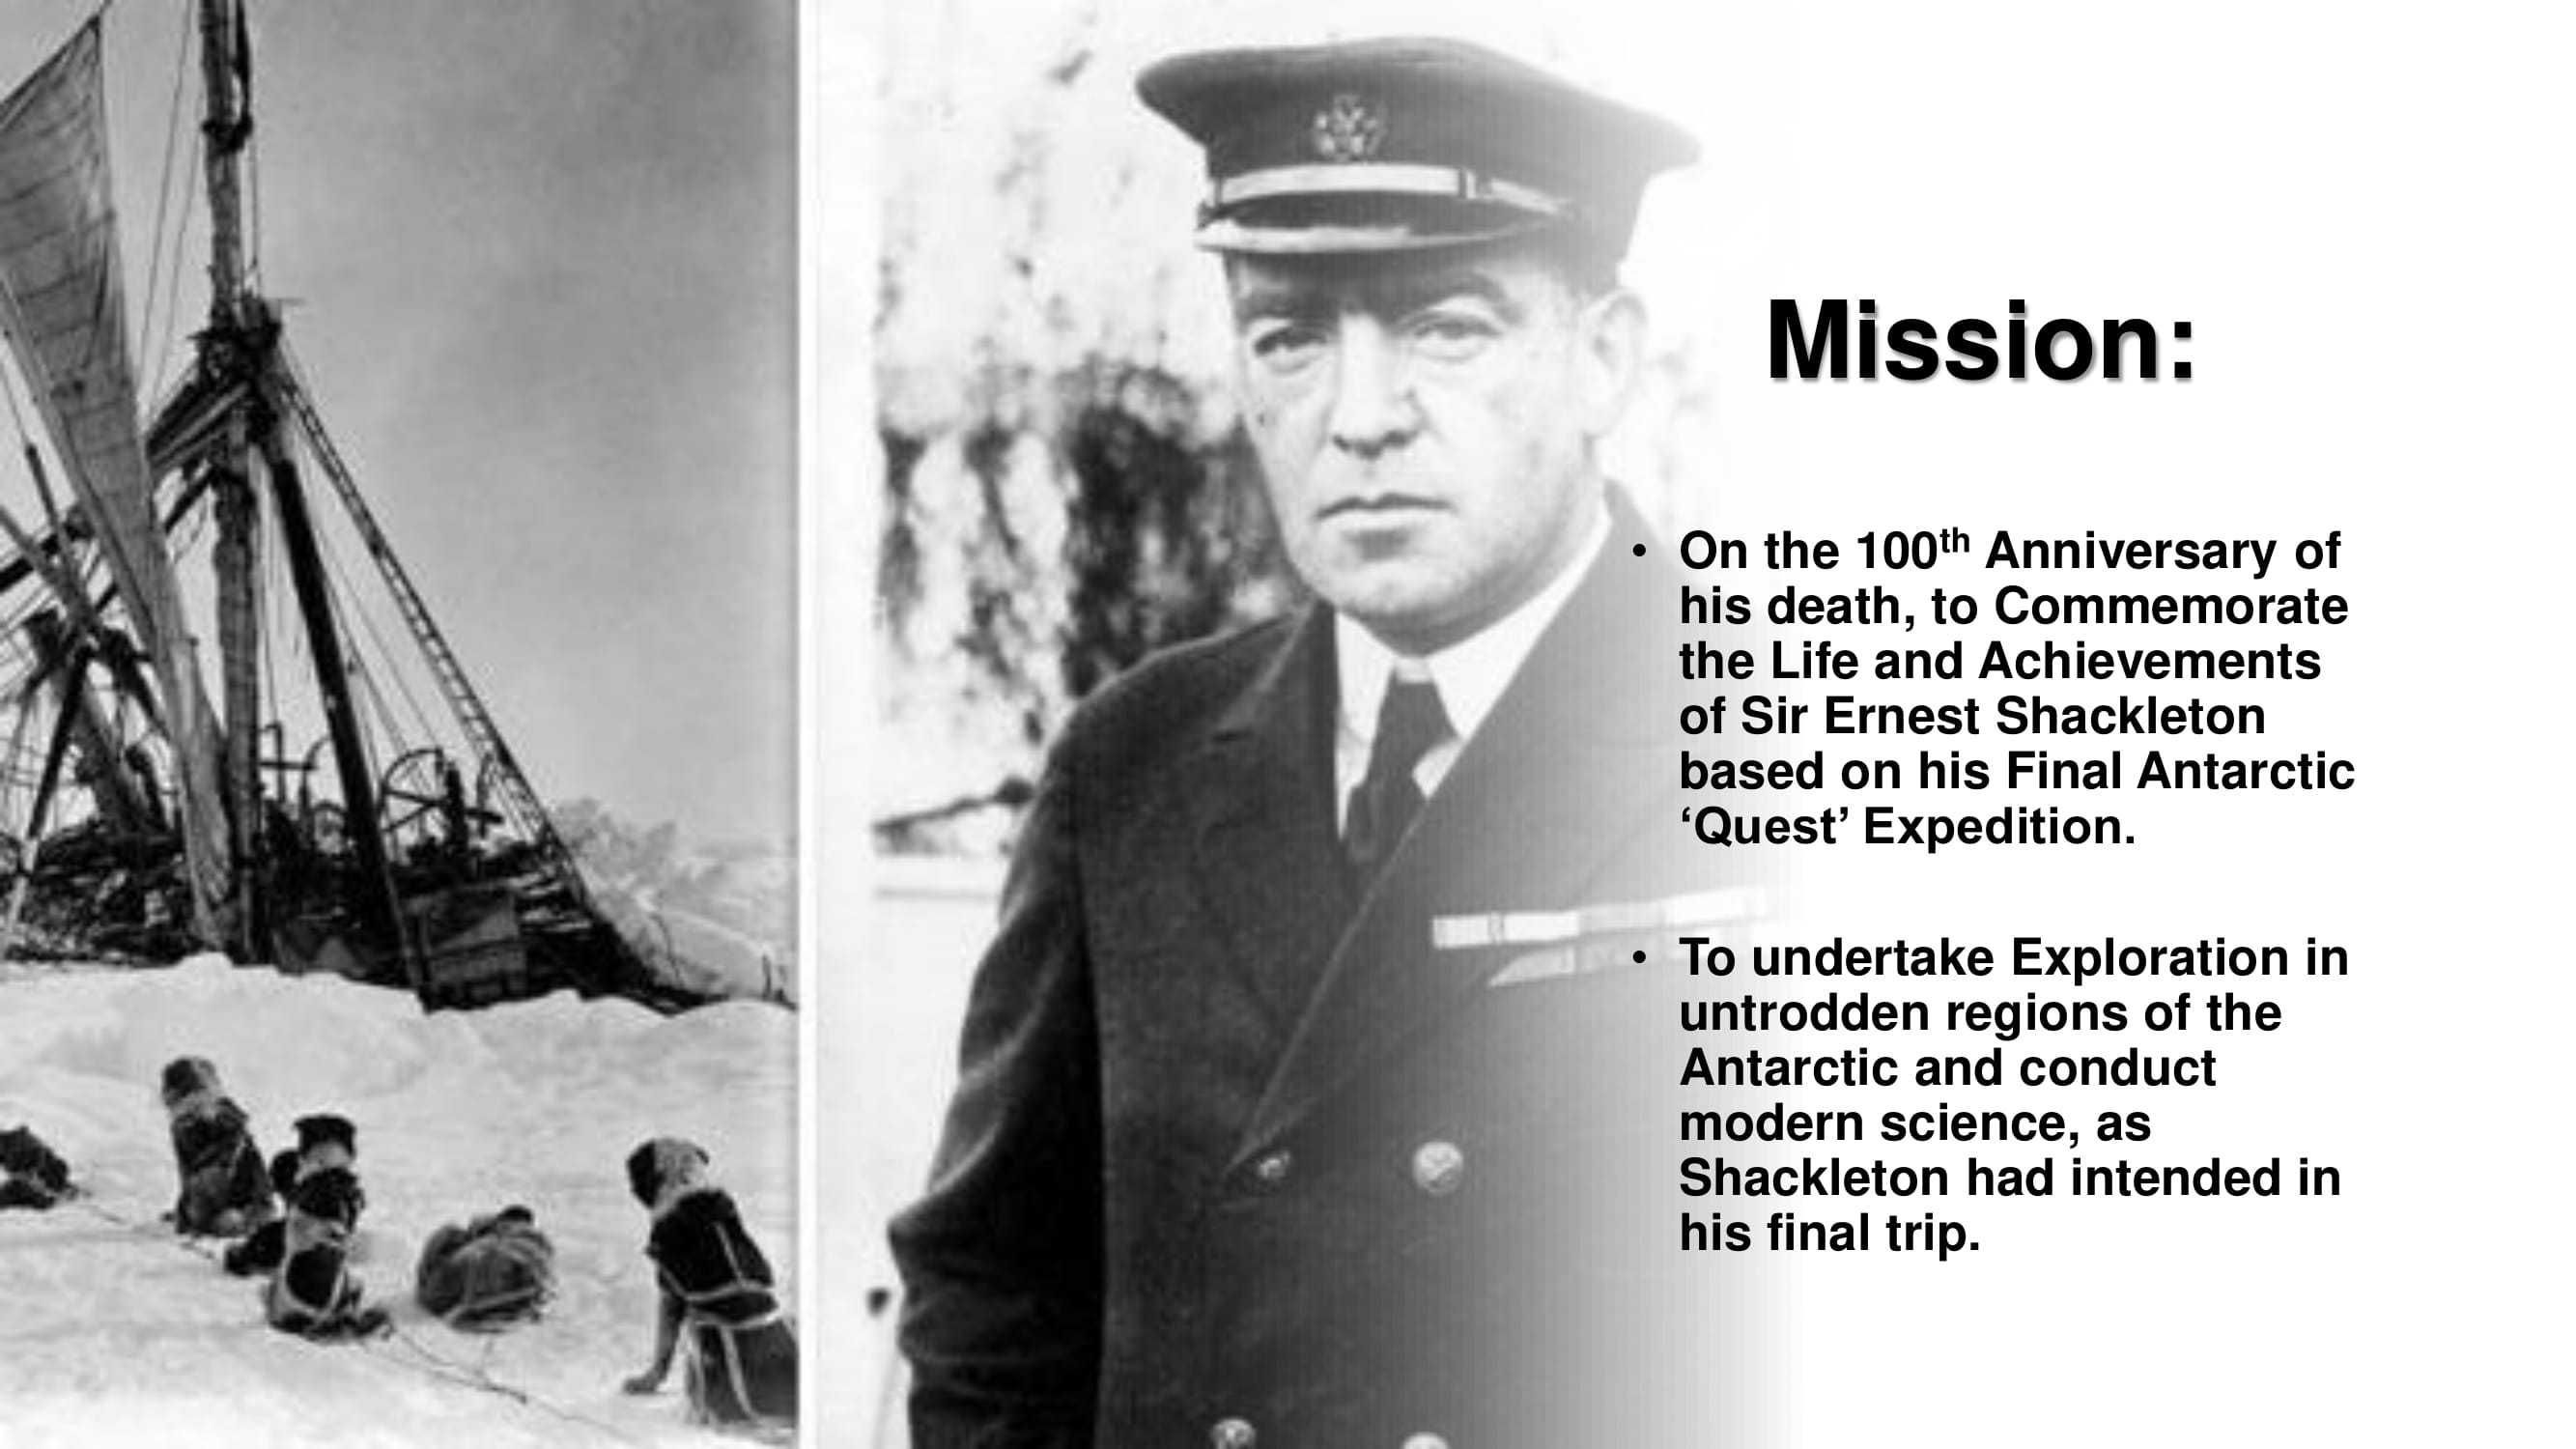 Mission:
• On the 100th Anniversary of
his death, to Commemorate
the Life and Achievements
of Sir Ernest Shackleton
based on his Final Antarctic
‘Quest’ Expedition.
• To undertake Exploration in
untrodden regions of the
Antarctic and conduct
modern science, as
Shackleton had intended in
his final trip.